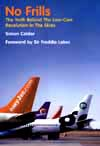 No Frills
The Truth Behind The Low-Cost
Revolution In The Skies
Simon Calder
Foreword by Sir Freddie Laker